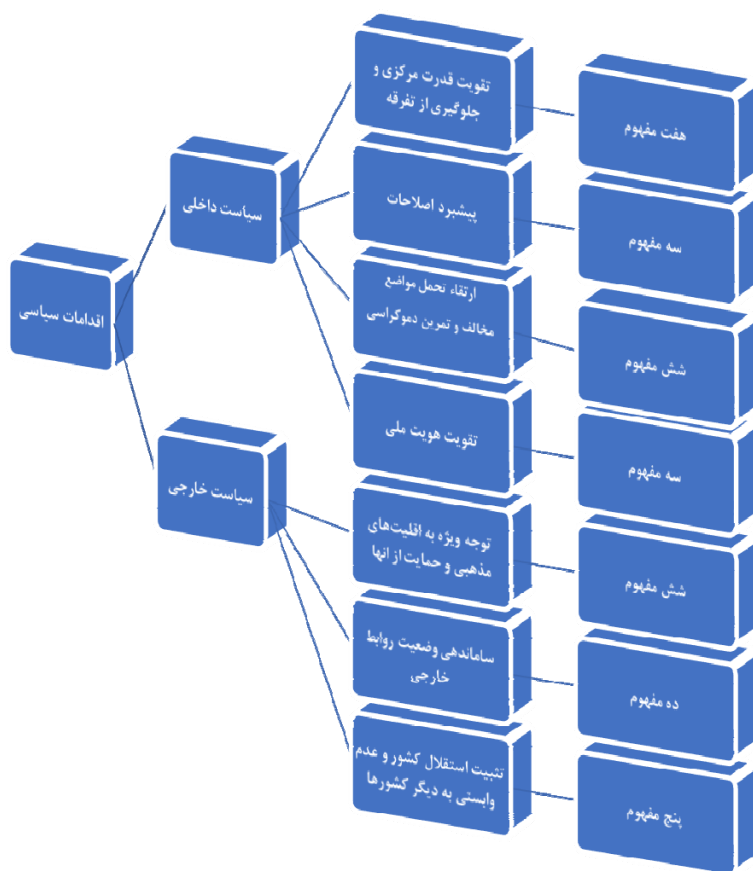 اقدامات سیاسی
سیاست داخلی
تقویت قدرت مرکزی و
جلوگیری از تفرقه
هفت مفهوم
پیشبرد اصلاحات
سه مفهوم
ارتقاء تحمل مواضع
مخالف و تمرین دموکراسی
شش مفهوم
تقویت هویت ملی
سه مفهوم
سیاست خارجی
توجه ویژه به اقلیت‌های
مذهبی و حمایت از انها
شش مفهوم
ساماندهی وضعیت روابط
خارجی
ده مفهوم
تثبیت استقلال کشور و عدم
وابستی به دیگر کشورها
پنج مفهوم